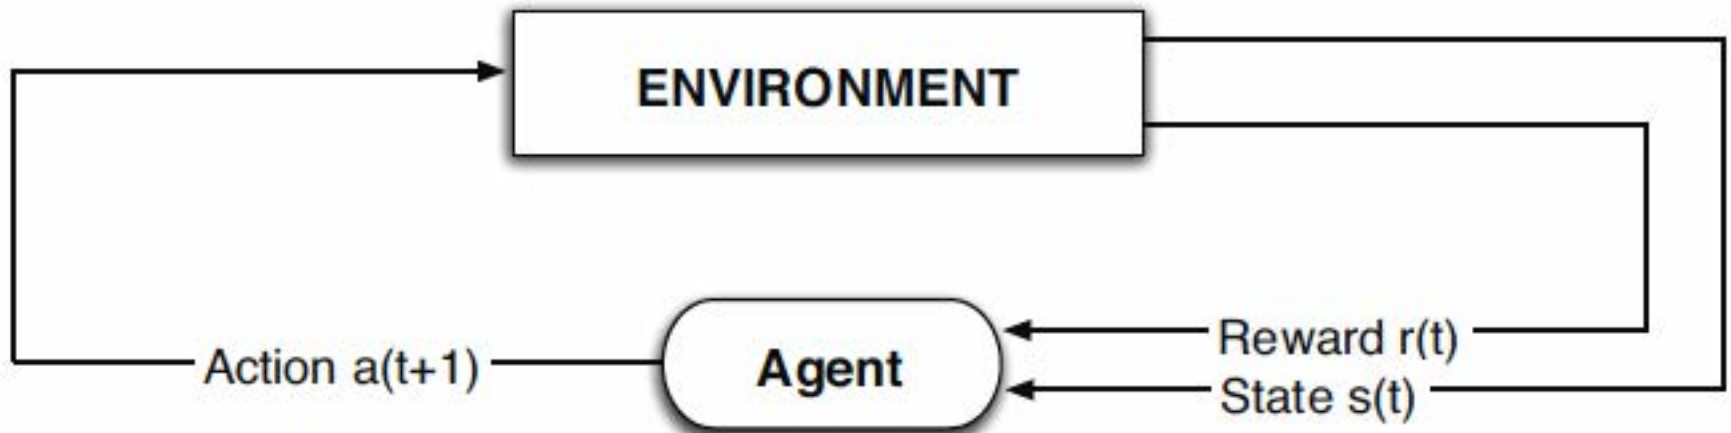 ENVIRONMENT
Reward r(t)
Action a(t+1)
Agent
State s(t)